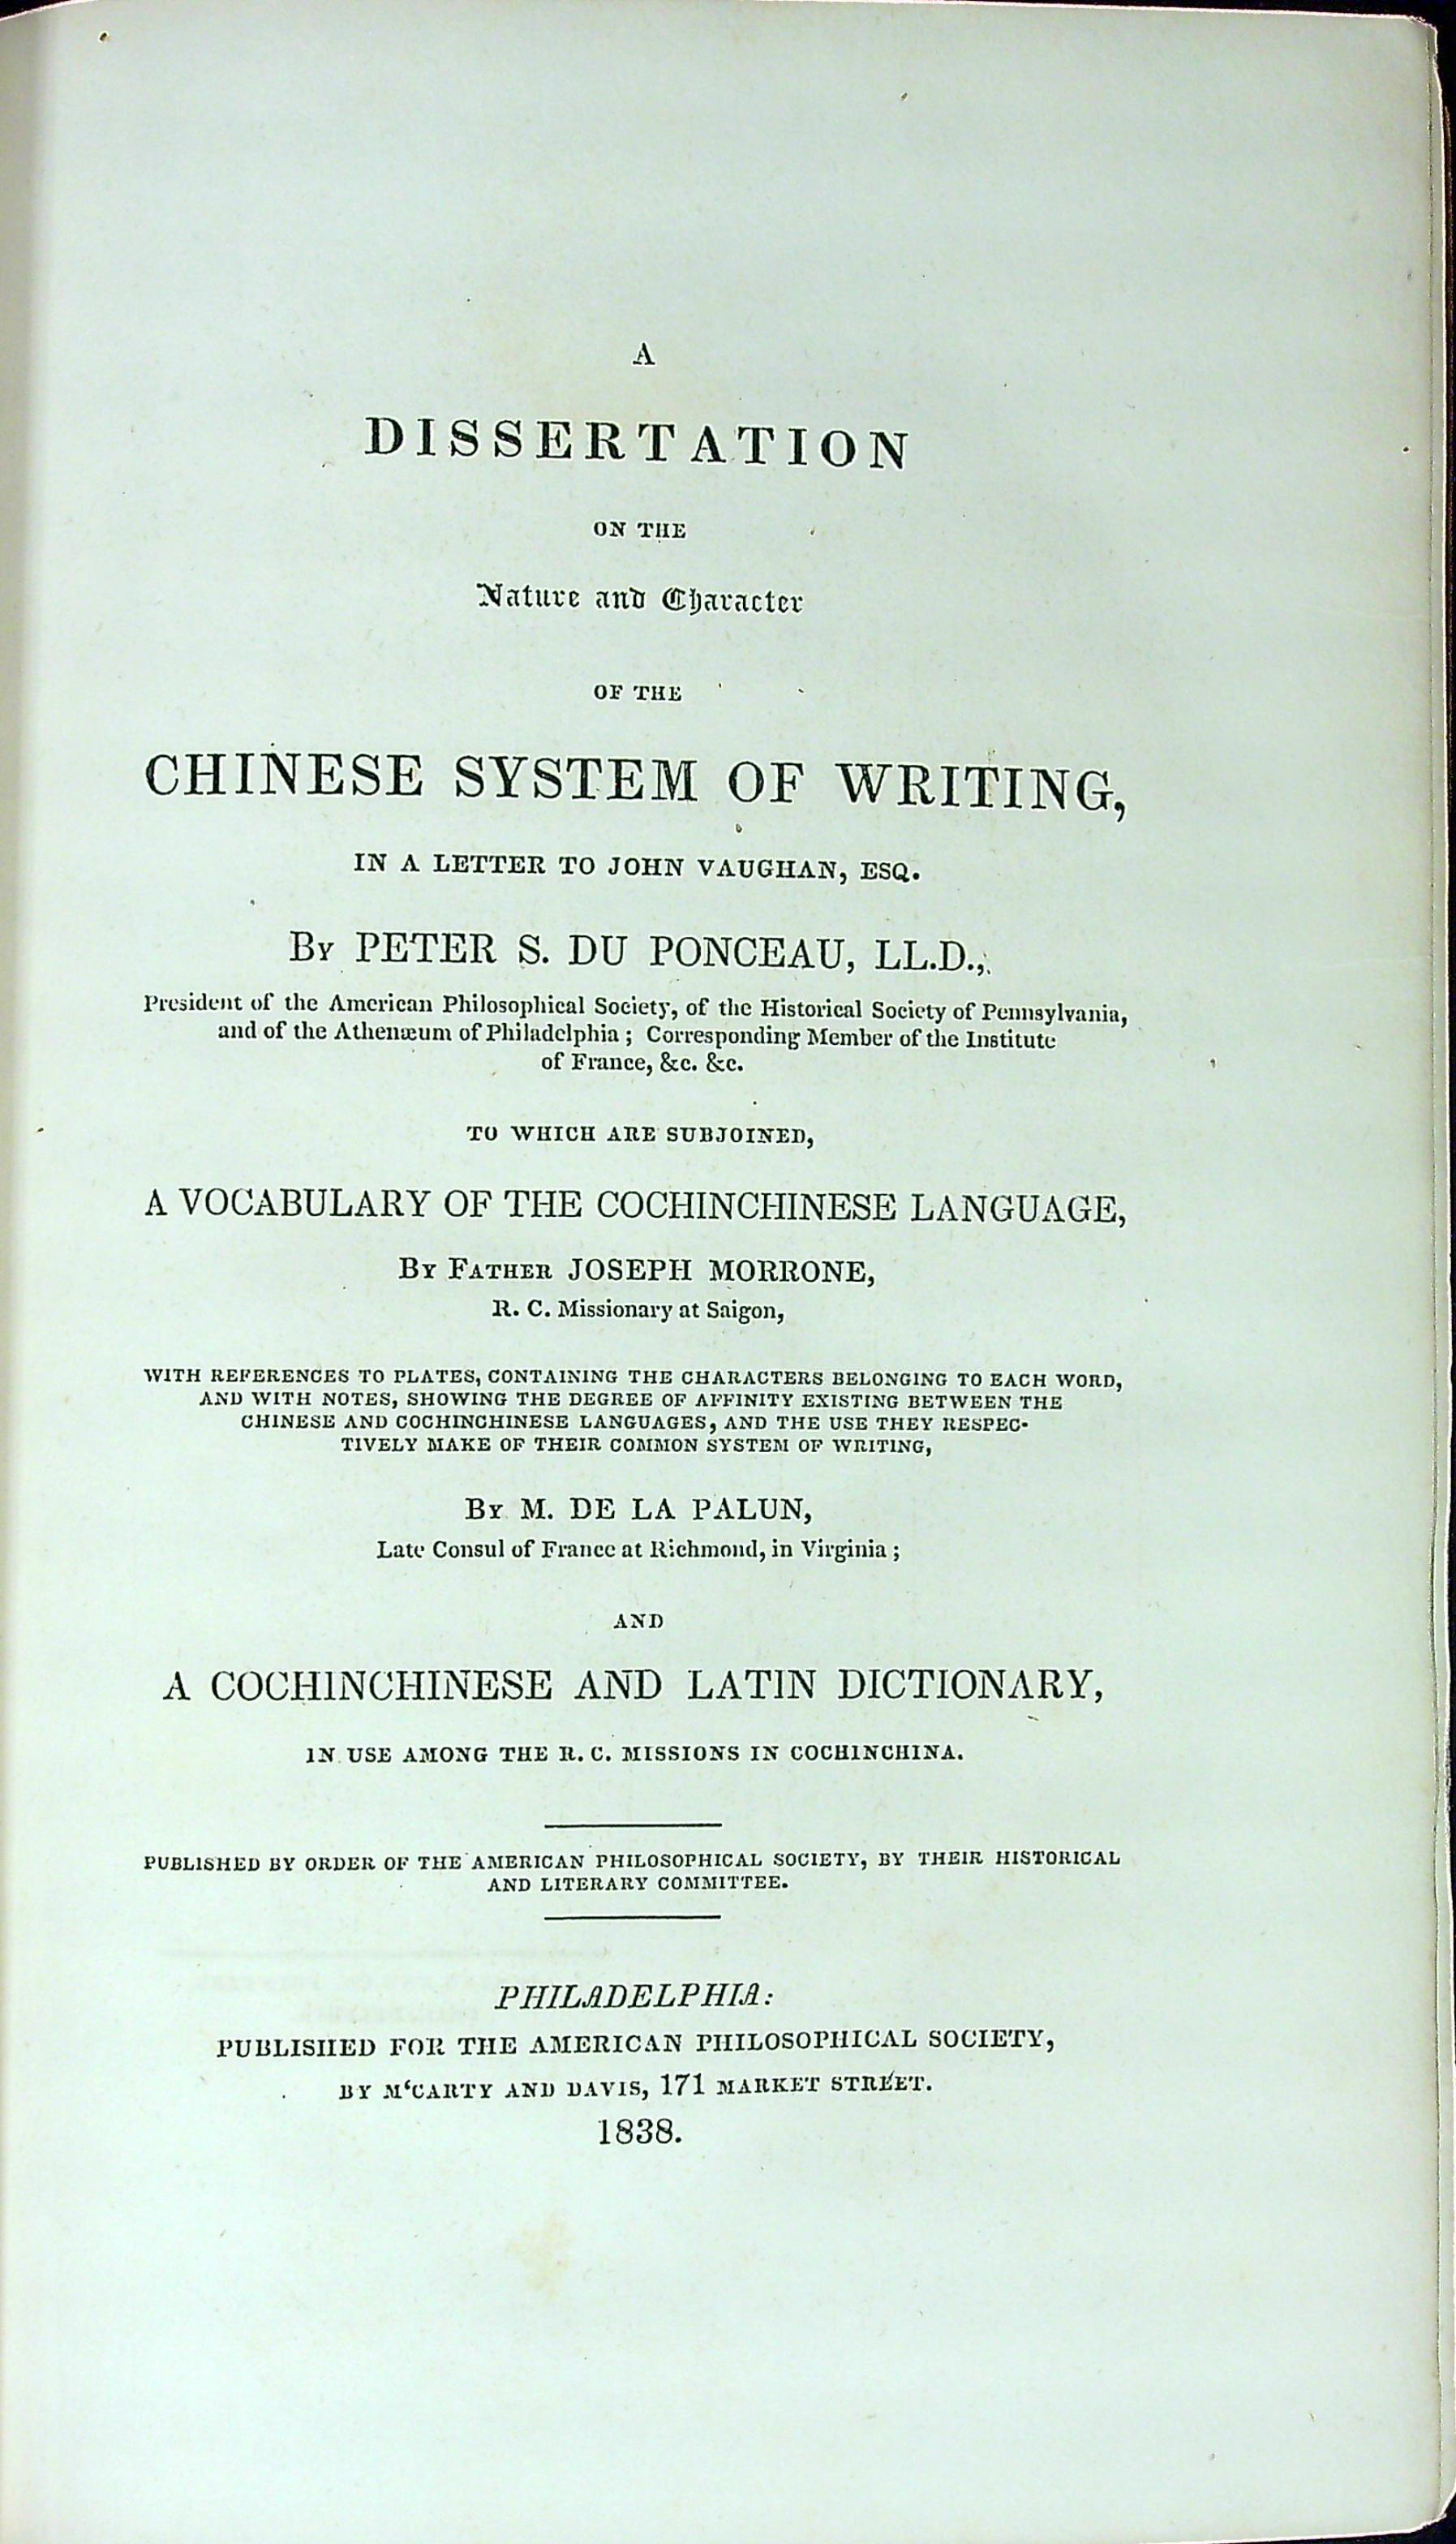 A
DISSERTATION
ON THE
Nature and Character
OF THE
CHINESE SYSTEM OF WRITING,
IN A LETTER TO JOHN VAUGHAN, ESQ.
By PETER S. DU PONCEAU, LL.D.,
President of the American Philosophical Society, of the Historical Society of Pennsylvania,
and of the Athenæum of Philadelphia ; Corresponding Member of the Institute
of France, &c. &c.
TO WHICH ARE SUBJOINED,
A VOCABULARY OF THE COCHINCHINESE LANGUAGE,
By Father JOSEPH MORRONE,
R. C. Missionary at Saigon,
WITH REFERENCES TO PLATES, CONTAINING THE CHARACTERS BELONGING TO EACH WORD,
AND WITH NOTES, SHOWING THE DEGREE OF AFFINITY EXISTING BETWEEN THE
CHINESE AND COCHINCHINESE LANGUAGES, AND THE USE THEY RESPEC-
TIVELY MAKE OF THEIR COMMON SYSTEM OF WRITING,
By M. DE LA PALUN,
Late Consul of France at Richmond, in Virginia ;
AND
A COCHINCHINESE AND LATIN DICTIONARY,
IN USE AMONG THE R. C. MISSIONS IN COCHINCHINA.
PUBLISHED BY ORDER OF THE AMERICAN PHILOSOPHICAL SOCIETY, BY THEIR HISTORICAL
AND LITERARY COMMITTEE.
PHILADELPHIA:
PUBLISHED FOR THE AMERICAN PHILOSOPHICAL SOCIETY,
BY M‘CARTY AND DAVIS, 171 MARKET STREET.
1838.